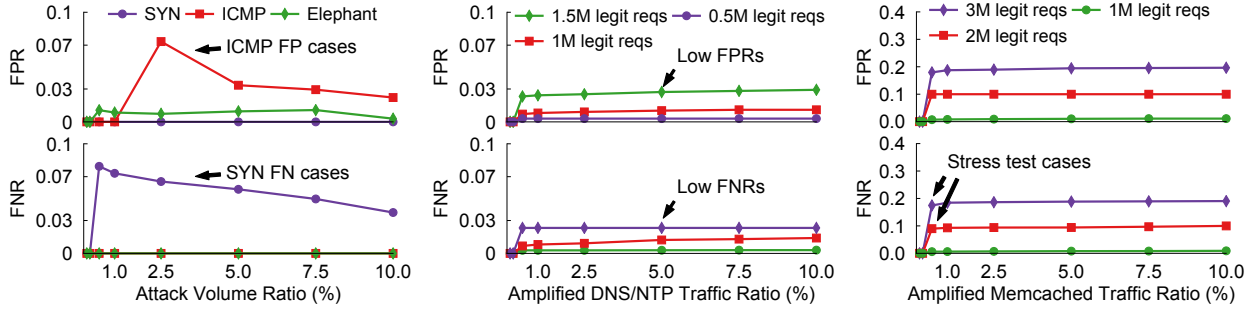 SYN ICMP Elephant
FPR
0.1
0.07
0.03
0
ICMP FP cases
FNR
0.1
0.07
0.03
0
SYN FN cases
1.0 2.5 5.0 7.5 10.0
Attack Volume Ratio (%)
1.5M legit reqs 0.5M legit reqs
1M legit reqs
FPR
0.1
0.07
0.03
0
Low FPRs
FNR
0.1
0.07
0.03
0
Low FNRs
1.0 2.5 5.0 7.5 10.0
Amplified DNS/NTP Traffic Ratio (%)
3M legit reqs 1M legit reqs
2M legit reqs
FPR
0.4
0.3
0.2
0.1
0
FNR
0.4
0.3
0.2
0.1
0
Stress test cases
1.0 2.5 5.0 7.5 10.0
Amplified Memcached Traffic Ratio (%)